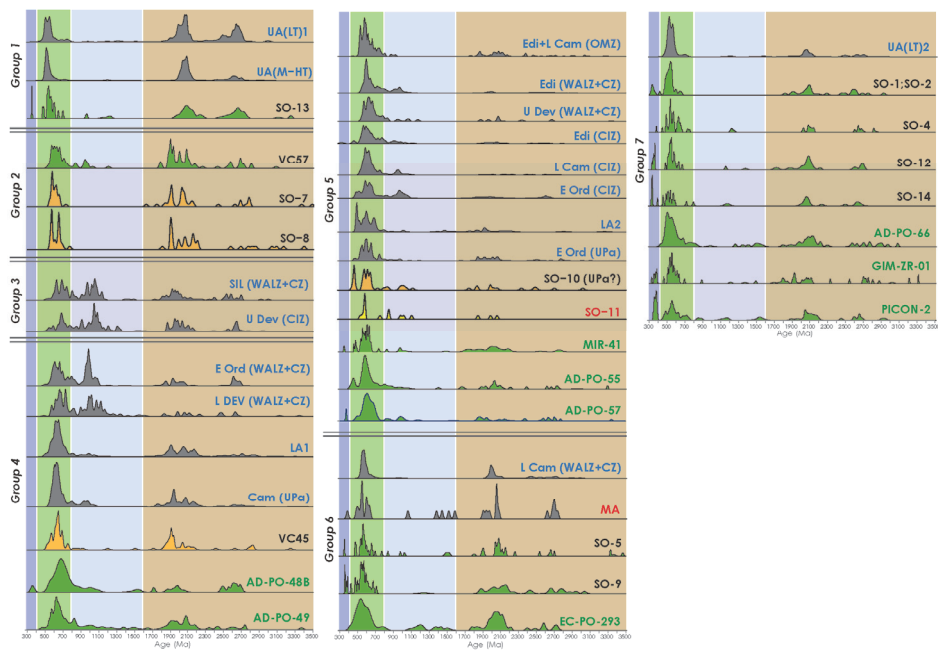 Group 1
UA(LT)1
UA(M-HT)
SO-13
Group 2
VC57
SO-7
SO-8
Group 3
SIL (WALZ+CZ)
U Dev (CIZ)
Group 4
E Ord (WALZ+CZ)
L DEV (WALZ+CZ)
LA1
Cam (UPa)
VC45
AD-PO-48B
AD-PO-49
300 500 700 900 1100 1300 1500 1700 1900 2100 2300 2500 2700 2900 3100 3300 3500
Age (Ma)
Group 5
Edi+L Cam (OMZ)
Edi (WALZ+CZ)
U Dev (WALZ+CZ)
Edi (CIZ)
L Cam (CIZ)
E Ord (CIZ)
LA2
E Ord (UPa)
SO-10 (UPa?)
SO-11
MIR-41
AD-PO-55
AD-PO-57
Group 6
L Cam (WALZ+CZ)
MA
SO-5
SO-9
EC-PO-293
300 500 700 900 1100 1300 1500 1700 1900 2100 2300 2500 2700 2900 3100 3300 3500
Age (Ma)
Group 7
UA(LT)2
SO-1;SO-2
SO-4
SO-12
SO-14
AD-PO-66
GIM-ZR-01
PICON-2
300 500 700 900 1100 1300 1500 1700 1900 2100 2300 2500 2700 2900 3100 3300 3500
Age (Ma)